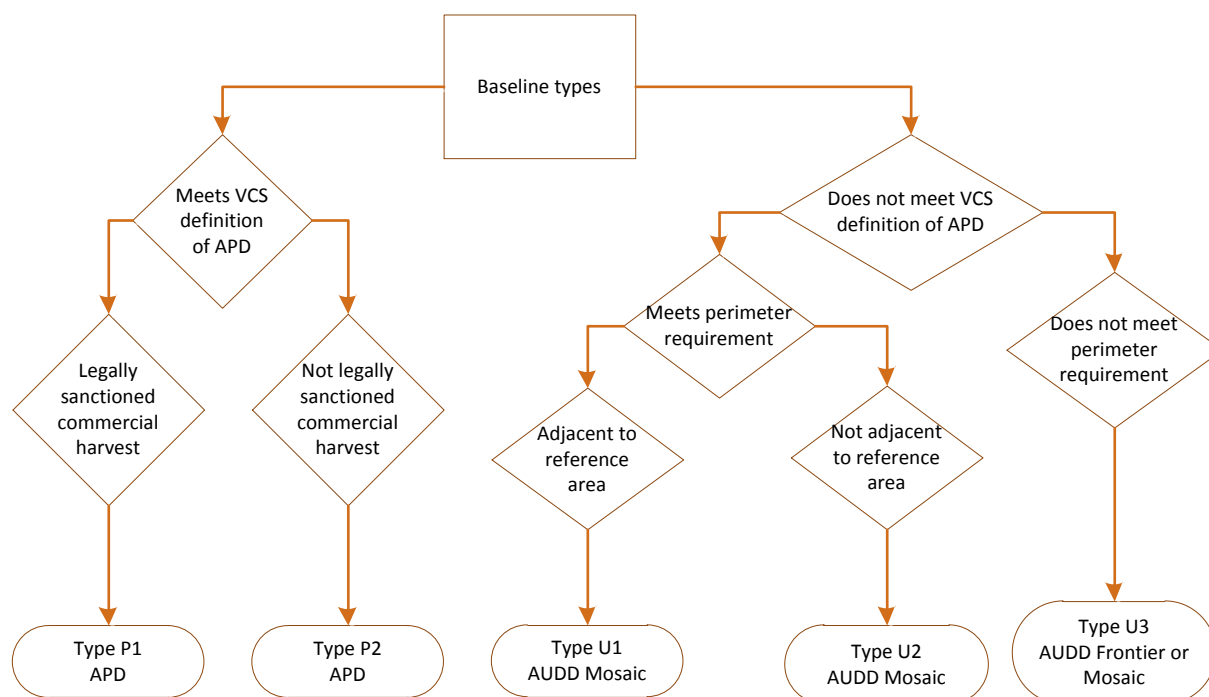 Baseline types
Meets VCS
definition
of APD
Does not meet VCS
definition of APD
Meets perimeter
requirement
Does not meet
perimeter
requirement
Legally
sanctioned
commercial
harvest
Not legally
sanctioned
commercial
harvest
Adjacent to
reference
area
Not adjacent
to reference
area
Type P1
APD
Type P2
APD
Type U1
AUDD Mosaic
Type U2
AUDD Mosaic
Type U3
AUDD Frontier or
Mosaic